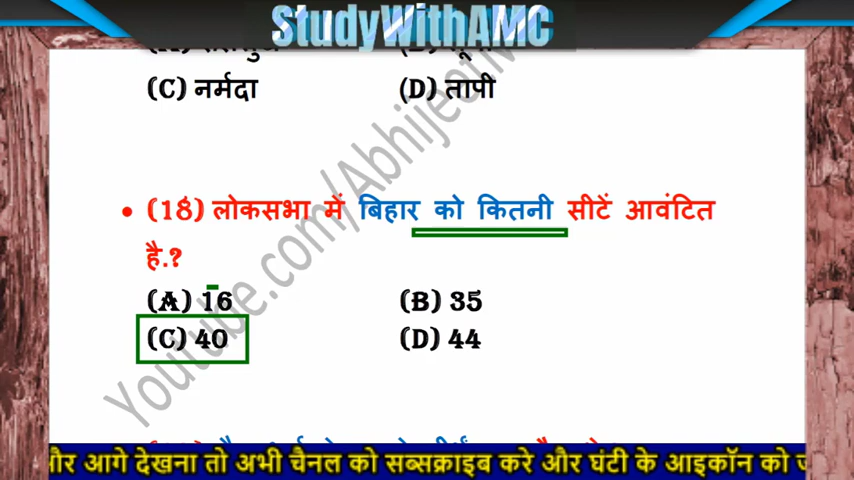 StudyWithAMC
(C) नर्मदा (D) तापी
(18) लोकसभा में बिहार को कितनी सीटें आवंटित
है.?
(A) 16 (B) 35
(C) 40 (D) 44
Youtube.com/Abhijeet
और आगे देखना तो अभी चैनल को सब्सक्राइब करे और घंटी के आइकॉन को